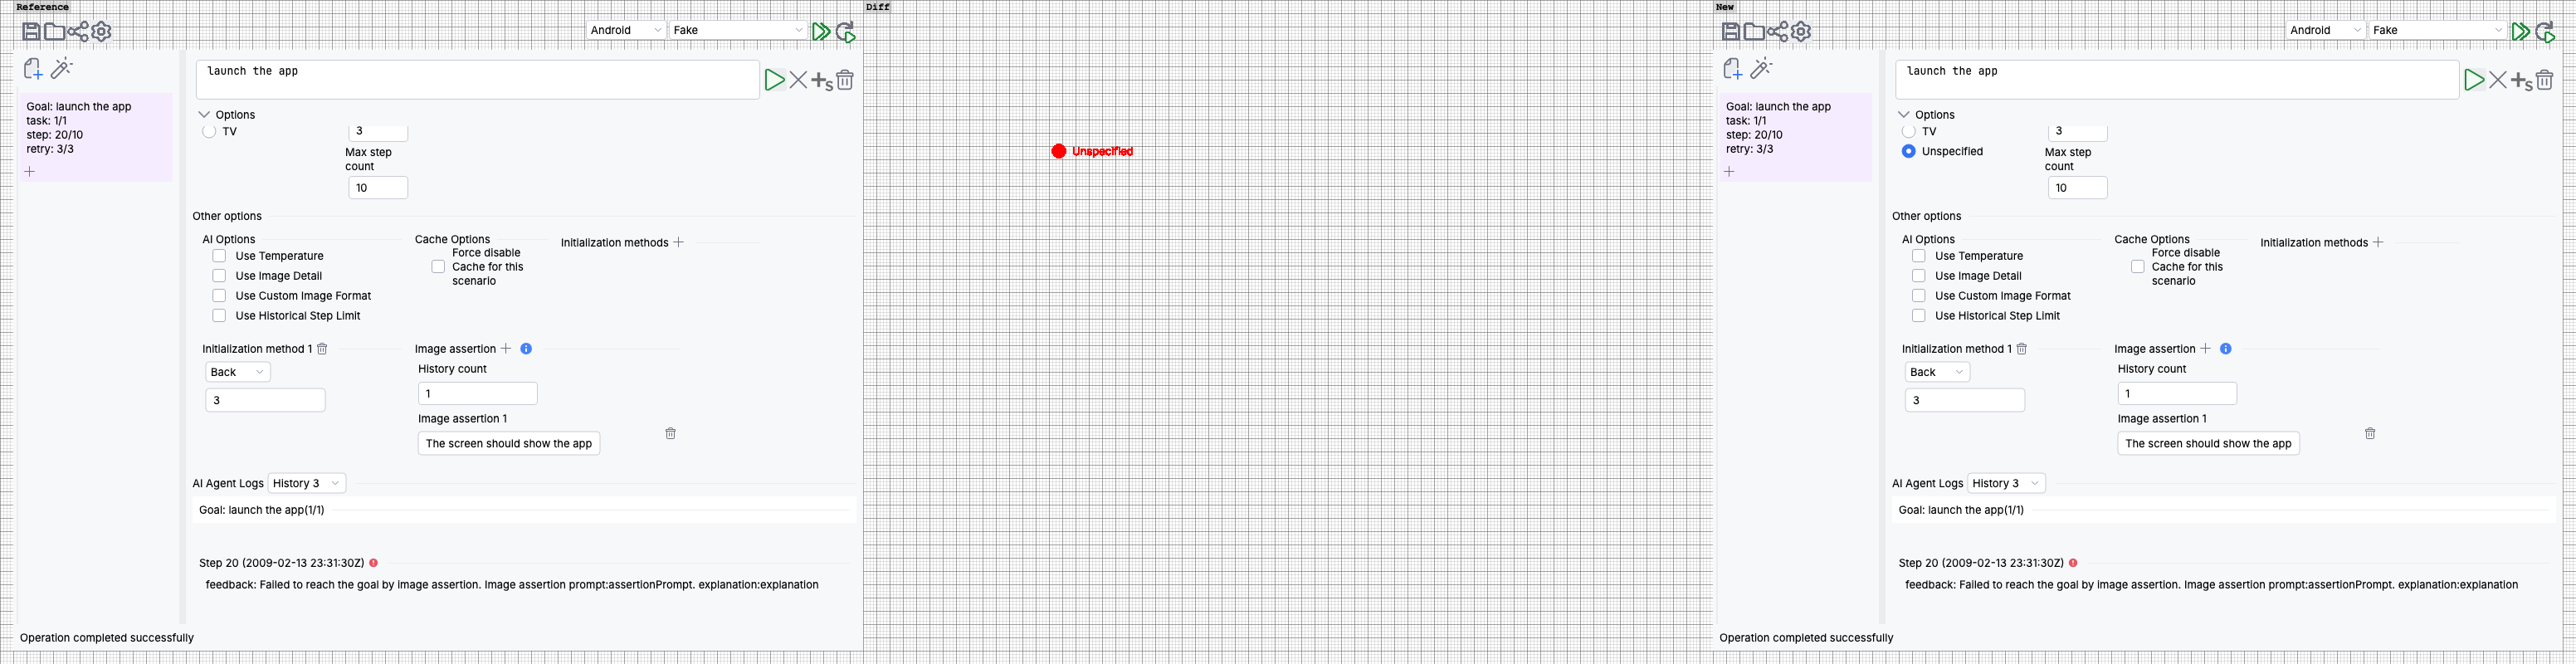 Reference
Android
Fake
launch the app
Goal: launch the app
task: 1/1
step: 20/10
retry: 3/3
Options
TV
3
Max step
count
10
Other options
AI Options
Use Temperature
Use Image Detail
Use Custom Image Format
Use Historical Step Limit
Cache Options
Force disable
Cache for this
scenario
Initialization methods
Initialization method 1
Back
3
Image assertion
History count
1
Image assertion 1
The screen should show the app
AI Agent Logs
History 3
Goal: launch the app(1/1)
Step 20 (2009-02-13 23:31:30Z)
feedback: Failed to reach the goal by image assertion. Image assertion prompt:assertionPrompt. explanation:explanation
Operation completed successfully
Diff
Unspecified
New
Android
Fake
launch the app
Goal: launch the app
task: 1/1
step: 20/10
retry: 3/3
Options
TV
Unspecified
3
Max step
count
10
Other options
AI Options
Use Temperature
Use Image Detail
Use Custom Image Format
Use Historical Step Limit
Cache Options
Force disable
Cache for this
scenario
Initialization methods
Initialization method 1
Back
3
Image assertion
History count
1
Image assertion 1
The screen should show the app
AI Agent Logs
History 3
Goal: launch the app(1/1)
Step 20 (2009-02-13 23:31:30Z)
feedback: Failed to reach the goal by image assertion. Image assertion prompt:assertionPrompt. explanation:explanation
Operation completed successfully